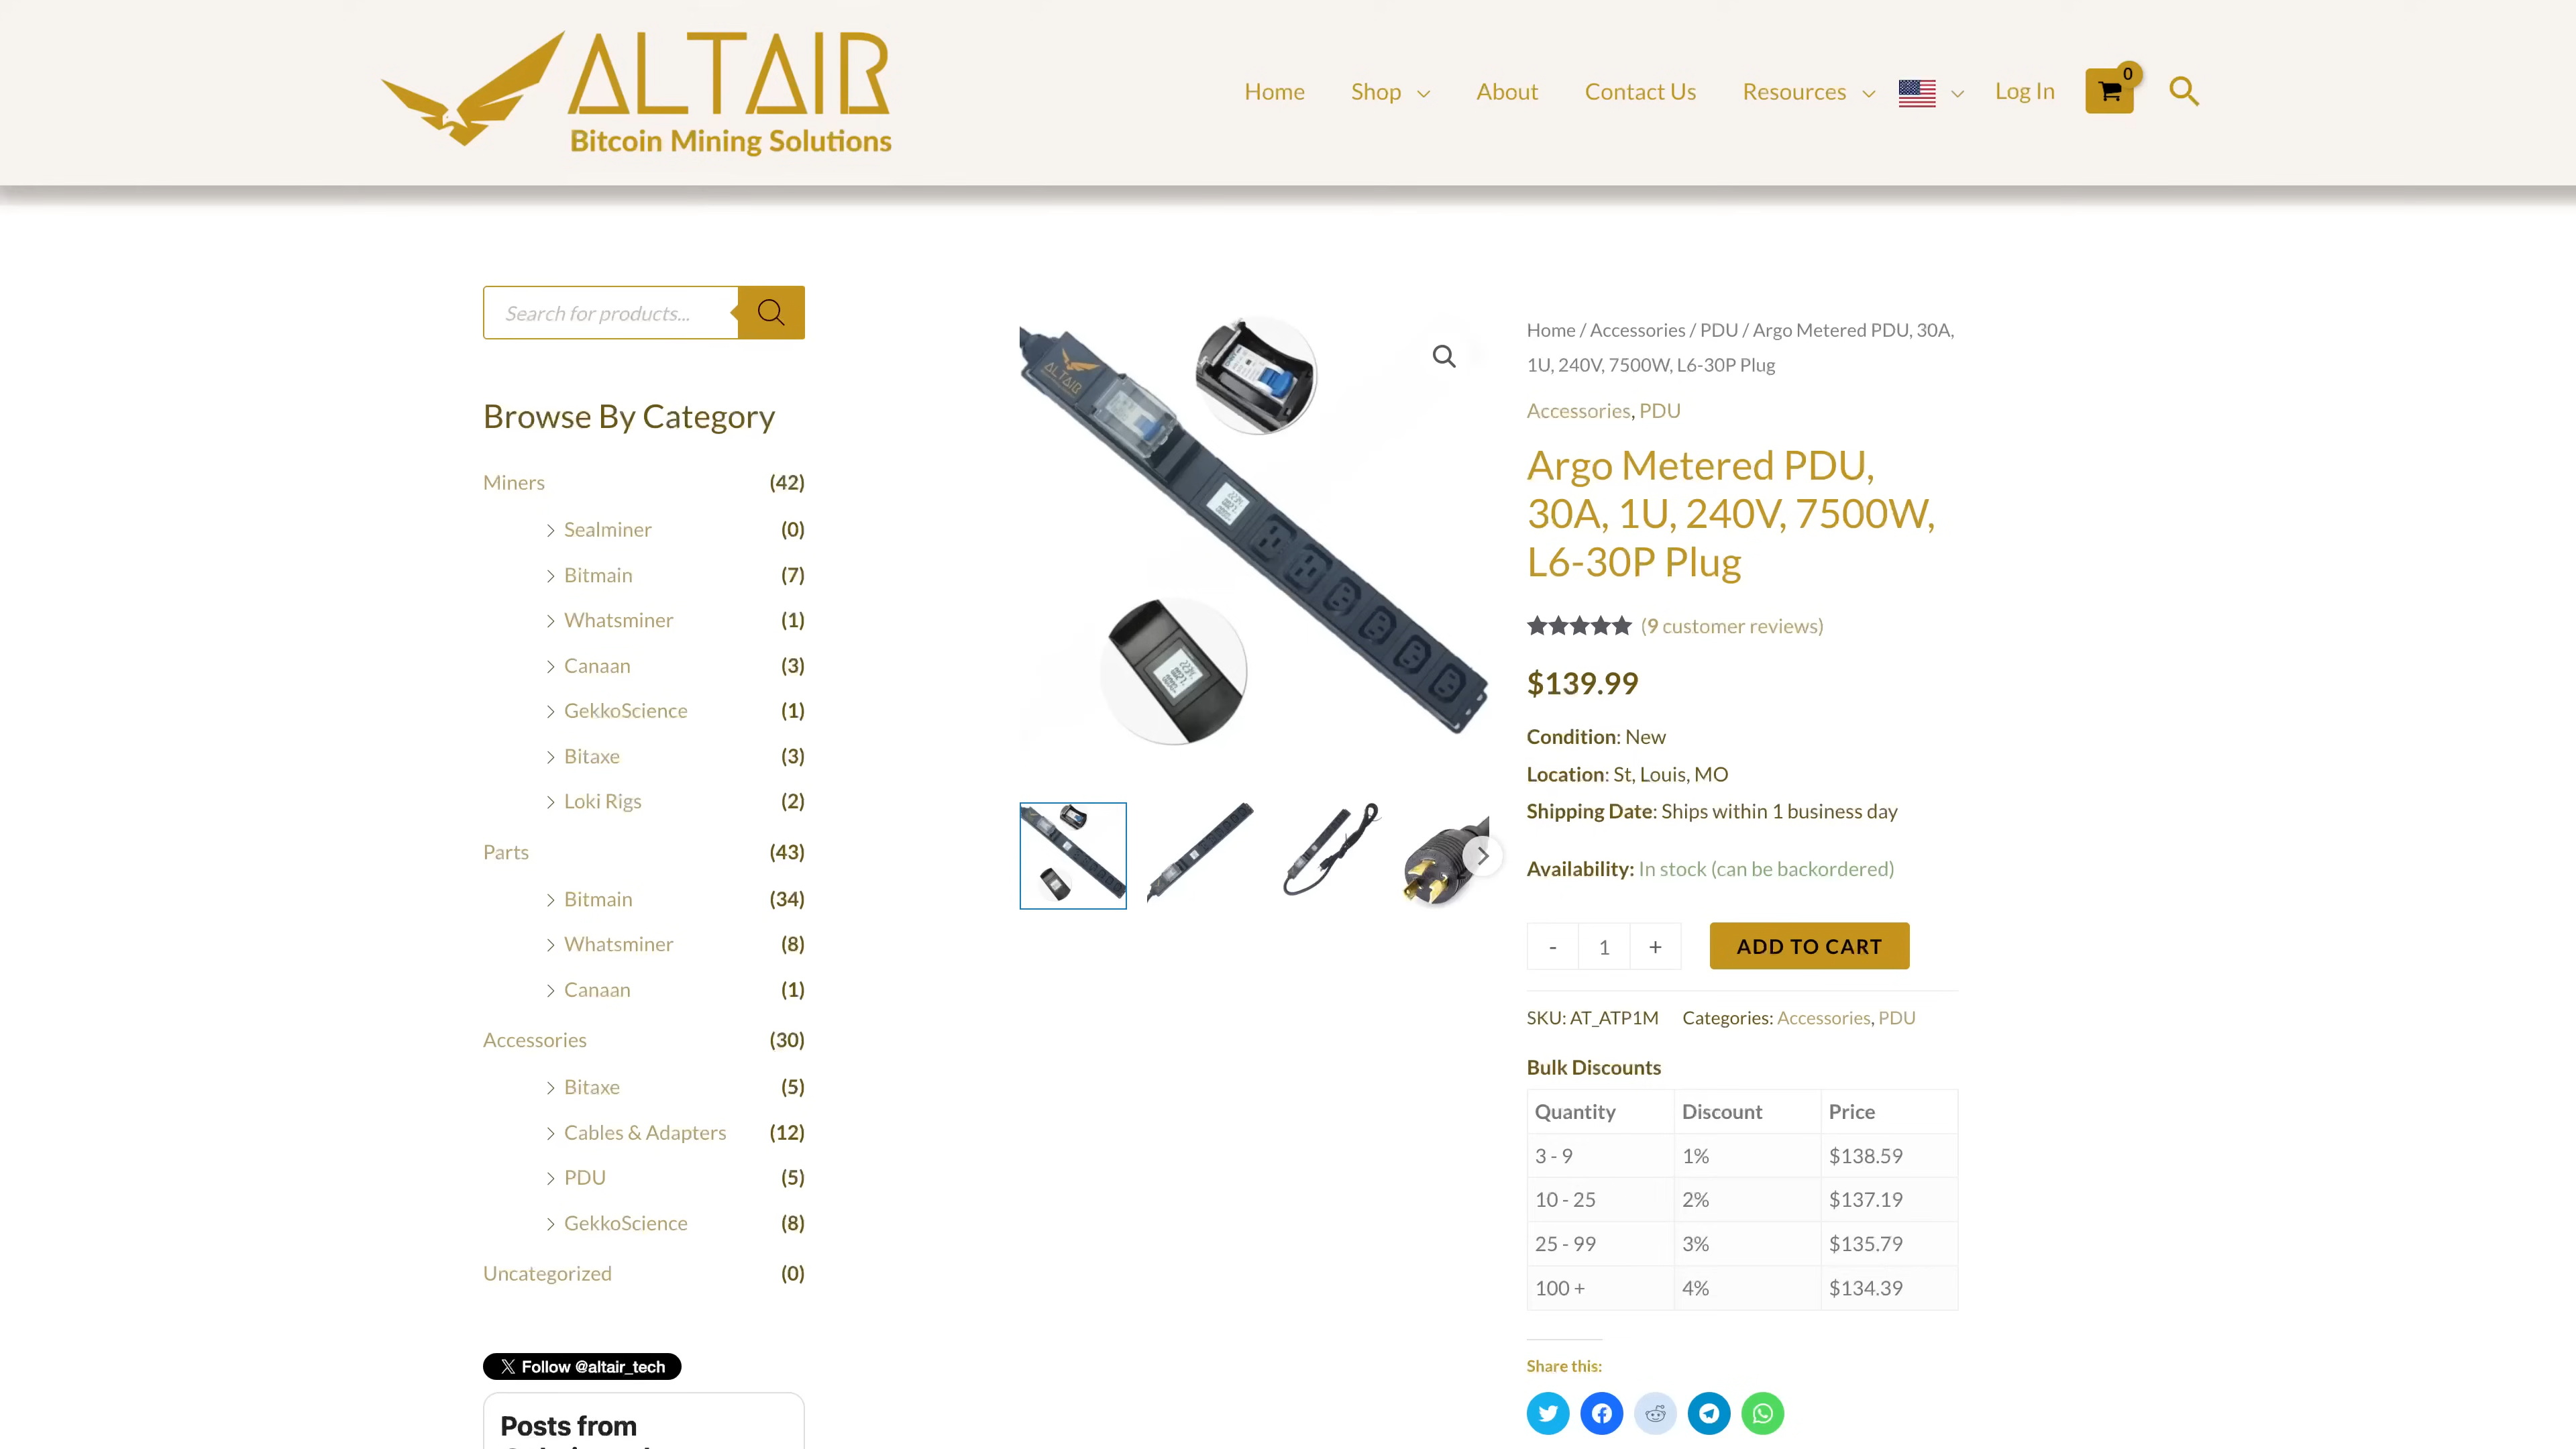 ALTAIR
Bitcoin Mining Solutions
Home
Shop
About
Contact Us
Resources
Log In
0
Search for products...
Browse By Category
Miners (42)
Sealminer (0)
Bitmain (7)
Whatsminer (1)
Canaan (3)
GekkoScience (1)
Bitaxe (3)
Loki Rigs (2)
Parts (43)
Bitmain (34)
Whatsminer (8)
Canaan (1)
Accessories (30)
Bitaxe (5)
Cables & Adapters (12)
PDU (5)
GekkoScience (8)
Uncategorized (0)
Follow @altair_tech
Posts from
ALTAIR
Home / Accessories / PDU / Argo Metered PDU, 30A,
1U, 240V, 7500W, L6-30P Plug
Accessories, PDU
Argo Metered PDU,
30A, 1U, 240V, 7500W,
L6-30P Plug
(9 customer reviews)
$139.99
Condition: New
Location: St, Louis, MO
Shipping Date: Ships within 1 business day
Availability: In stock (can be backordered)
- 1 +
ADD TO CART
SKU: AT_ATP1M Categories: Accessories, PDU
Bulk Discounts
Quantity Discount Price
3 - 9 1% $138.59
10 - 25 2% $137.19
25 - 99 3% $135.79
100 + 4% $134.39
Share this: